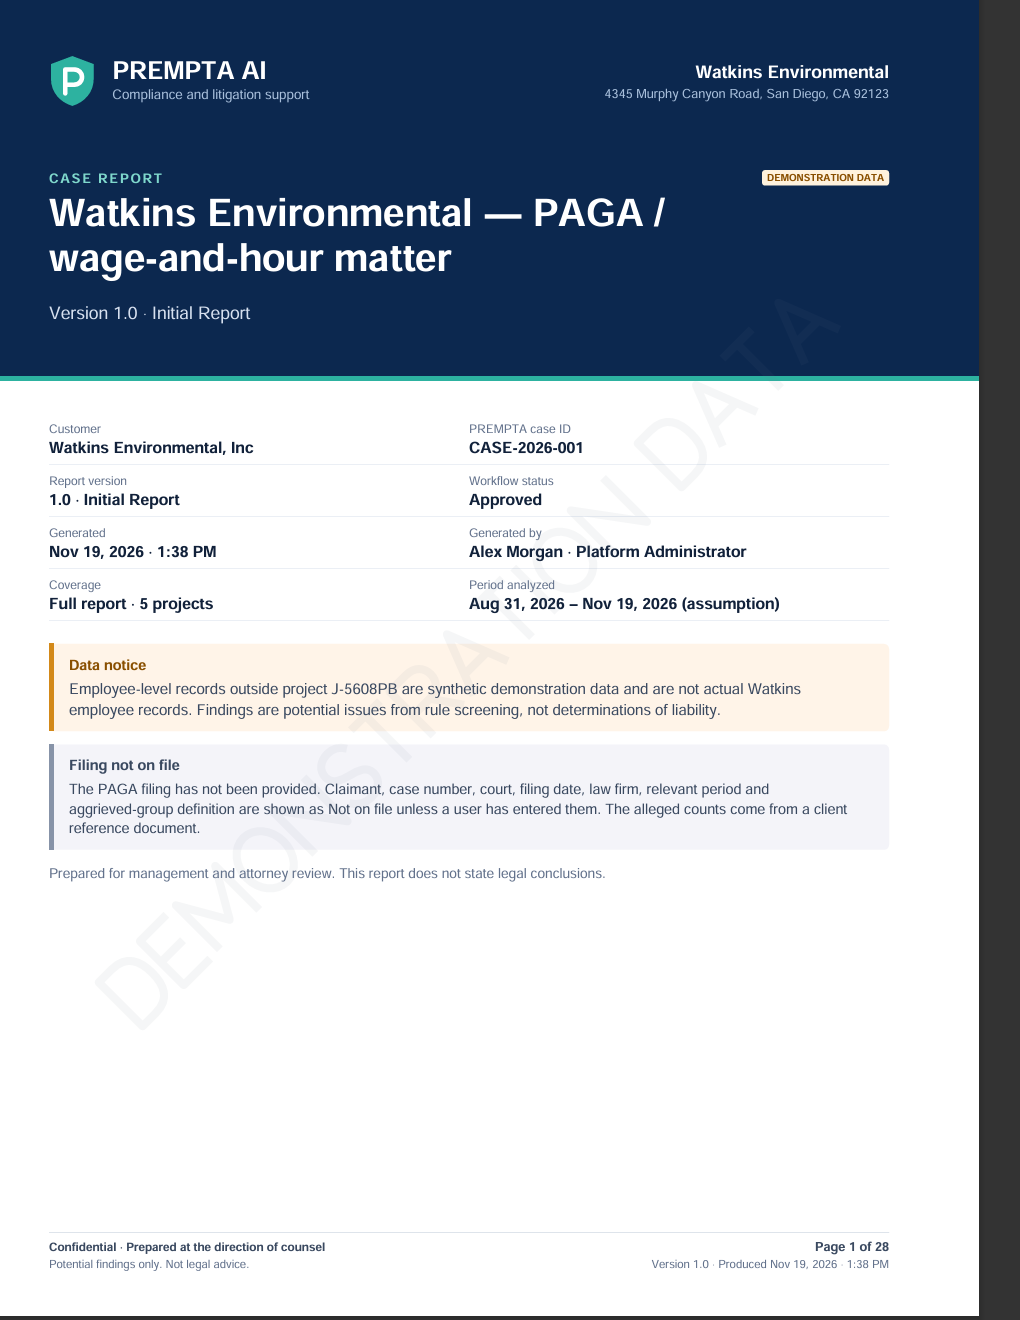 PREMPTA AI
Compliance and litigation support
Watkins Environmental
4345 Murphy Canyon Road, San Diego, CA 92123
CASE REPORT
DEMONSTRATION DATA
Watkins Environmental — PAGA /
wage-and-hour matter
Version 1.0 · Initial Report
Customer
Watkins Environmental, Inc
PREMPTA case ID
CASE-2026-001
Report version
1.0 · Initial Report
Workflow status
Approved
Generated
Nov 19, 2026 · 1:38 PM
Generated by
Alex Morgan · Platform Administrator
Coverage
Full report · 5 projects
Period analyzed
Aug 31, 2026 – Nov 19, 2026 (assumption)
Data notice
Employee-level records outside project J-5608PB are synthetic demonstration data and are not actual Watkins
employee records. Findings are potential issues from rule screening, not determinations of liability.
Filing not on file
The PAGA filing has not been provided. Claimant, case number, court, filing date, law firm, relevant period and
aggrieved-group definition are shown as Not on file unless a user has entered them. The alleged counts come from a client
reference document.
Prepared for management and attorney review. This report does not state legal conclusions.
DEMONSTRATION DATA
Confidential · Prepared at the direction of counsel
Potential findings only. Not legal advice.
Page 1 of 28
Version 1.0 · Produced Nov 19, 2026 · 1:38 PM